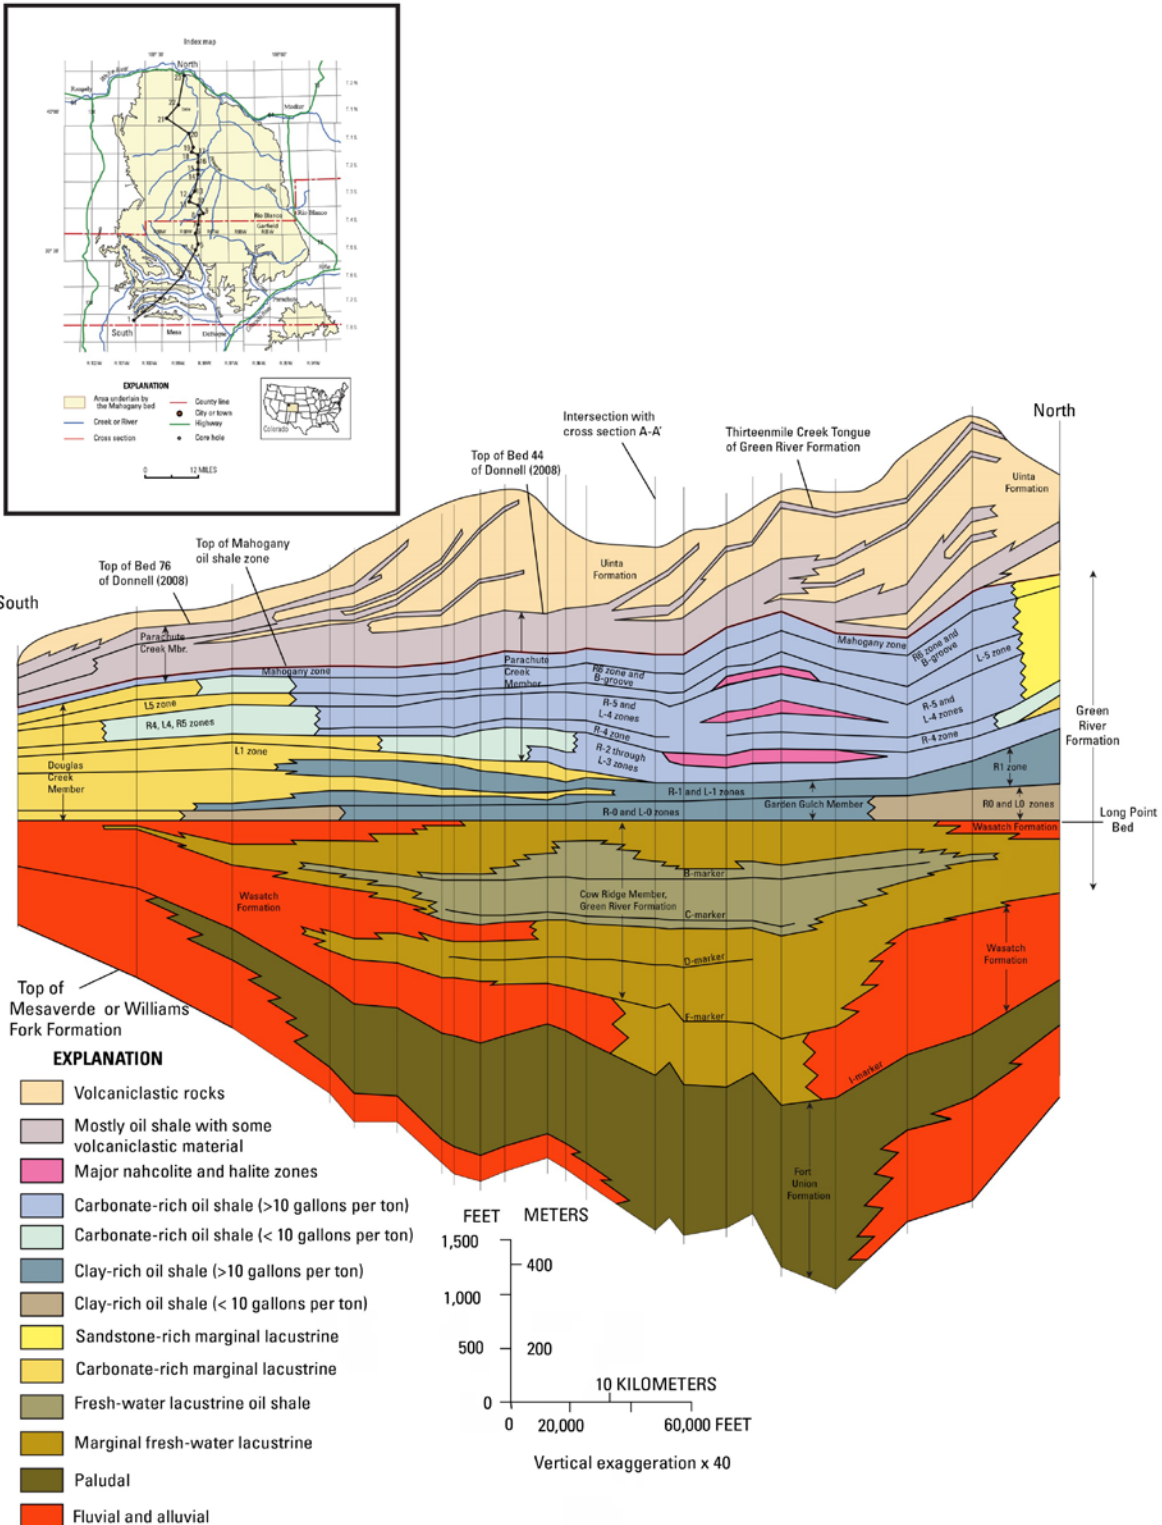 Index map
North
Rangely
Meeker
Rio Blanco
Rio Blanco
Garfield
Parachute
Mesa
South
EXPLANATION
Area underlain by
the Mahogany bed
Creek or River
Cross section
County line
City or town
Highway
Core hole
Colorado
0 12 MILES
Intersection with
cross section A-A'
North
Thirteenmile Creek Tongue
of Green River Formation
Top of Bed 44
of Donnell (2008)
Uinta
Formation
Top of Mahogany
oil shale zone
Top of Bed 76
of Donnell (2008)
Uinta
Formation
South
Parachute
Creek Mbr.
Mahogany zone
R6 zone and
B-groove
Parachute
Creek
Member
Mahogany zone
R6 zone and
B-groove
L-5 zone
L5 zone
R-5 and
L-4 zones
R-5 and
L-4 zones
R4, L4, R5 zones
R-4 zone
R-4 zone
Green
River
Formation
L1 zone
R-2 through
L-3 zones
Douglas
Creek
Member
R1 zone
R-1 and L-1 zones
Garden Gulch Member
R0 and L0 zones
R-0 and L-0 zones
Long Point
Bed
Wasatch Formation
B-marker
Cow Ridge Member,
Green River Formation
Wasatch
Formation
C-marker
Wasatch
Formation
D-marker
Top of
Mesaverde or Williams
Fork Formation
F-marker
I-marker
Fort
Union
Formation
EXPLANATION
Volcaniclastic rocks
Mostly oil shale with some
volcaniclastic material
Major nahcolite and halite zones
Carbonate-rich oil shale (>10 gallons per ton)
Carbonate-rich oil shale (< 10 gallons per ton)
Clay-rich oil shale (>10 gallons per ton)
Clay-rich oil shale (< 10 gallons per ton)
Sandstone-rich marginal lacustrine
Carbonate-rich marginal lacustrine
Fresh-water lacustrine oil shale
Marginal fresh-water lacustrine
Paludal
Fluvial and alluvial
FEET METERS
1,500
400
1,000
500 200
10 KILOMETERS
0
0 20,000 60,000 FEET
Vertical exaggeration x 40